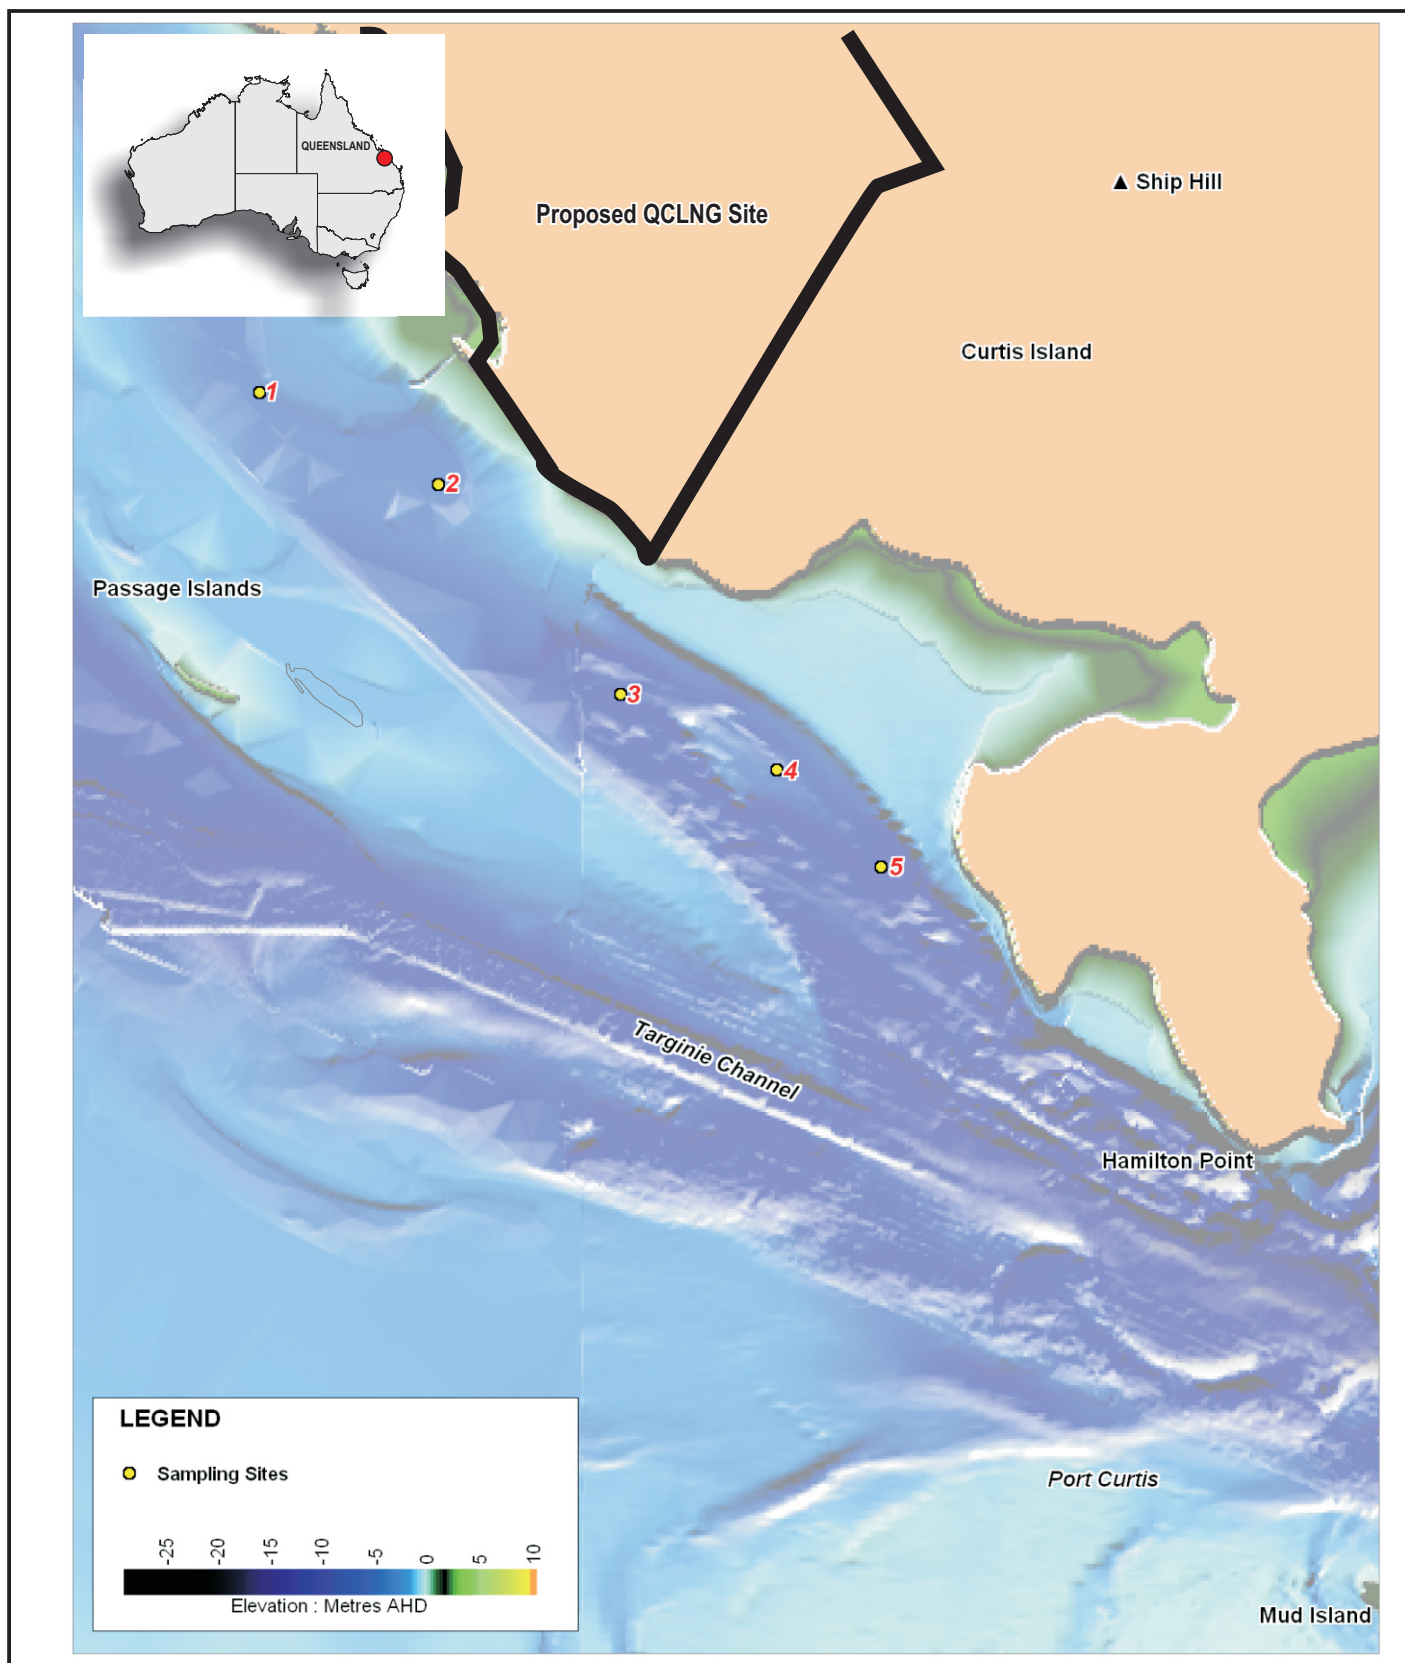 QUEENSLAND
Ship Hill
Proposed QCLNG Site
Curtis Island
1
2
Passage Islands
3
4
5
Targinie Channel
Hamilton Point
LEGEND
Sampling Sites
Port Curtis
-25 -20 -15 -10 -5 0 5 10
Elevation : Metres AHD
Mud Island